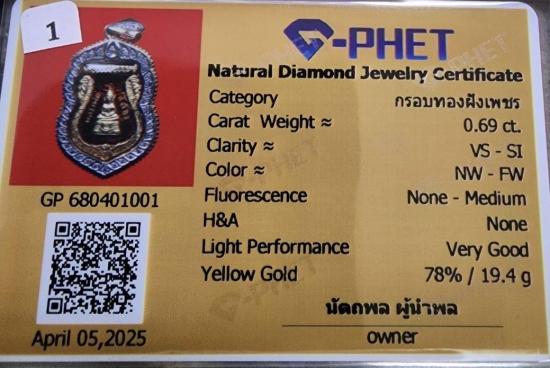 1
G-PHET
Natural Diamond Jewelry Certificate
Category กรอบทองฝังเพชร
Carat Weight ≈ 0.69 ct.
Clarity ≈ VS - SI
Color ≈ NW - FW
Fluorescence None - Medium
H&A None
Light Performance Very Good
Yellow Gold 78% / 19.4 g
GP 680401001
April 05,2025
นัตถพล ผู้นำพล
owner